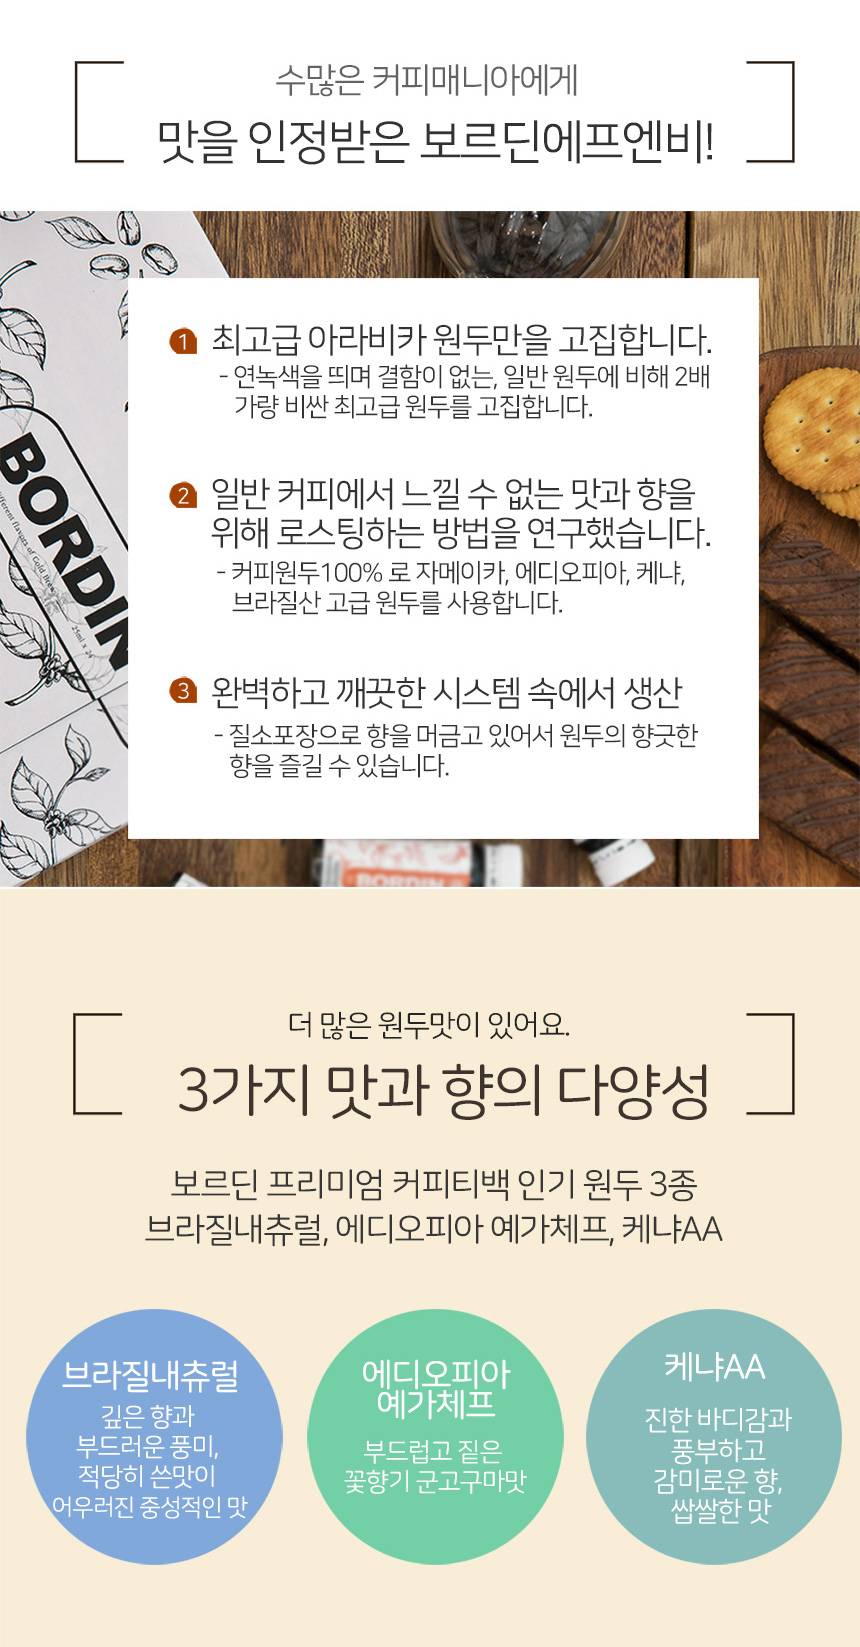 수많은 커피매니아에게
맛을 인정받은 보르딘에프엔비!
1 최고급 아라비카 원두만을 고집합니다.
- 연녹색을 띄며 결함이 없는, 일반 원두에 비해 2배
가량 비싼 최고급 원두를 고집합니다.
2 일반 커피에서 느낄 수 없는 맛과 향을
위해 로스팅하는 방법을 연구했습니다.
- 커피원두100% 로 자메이카, 에디오피아, 케냐,
브라질산 고급 원두를 사용합니다.
3 완벽하고 깨끗한 시스템 속에서 생산
- 질소포장으로 향을 머금고 있어서 원두의 향긋한
향을 즐길 수 있습니다.
BORDIN
fferent flavors of Cold Brew
25ml x 24
BORDIN
더 많은 원두맛이 있어요.
3가지 맛과 향의 다양성
보르딘 프리미엄 커피티백 인기 원두 3종
브라질내츄럴, 에디오피아 예가체프, 케냐AA
브라질내츄럴
깊은 향과
부드러운 풍미,
적당히 쓴맛이
어우러진 중성적인 맛
에디오피아
예가체프
부드럽고 짙은
꽃향기 군고구마맛
케냐AA
진한 바디감과
풍부하고
감미로운 향,
쌉쌀한 맛